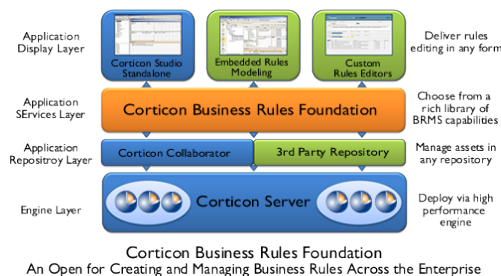 Application
Display Layer
Corticon Studio
Standalone
Embedded Rules
Modeling
Custom
Rules Editors
Deliver rules
editing in any form
Application
SErvices Layer
Corticon Business Rules Foundation
Choose from a
rich library of
BRMS capabilities
Application
Repositroy Layer
Corticon Collaborator
3rd Party Repository
Manage assets in
any repository
Engine Layer
Corticon Server
Deploy via high
performance
engine
Corticon Business Rules Foundation
An Open for Creating and Managing Business Rules Across the Enterprise